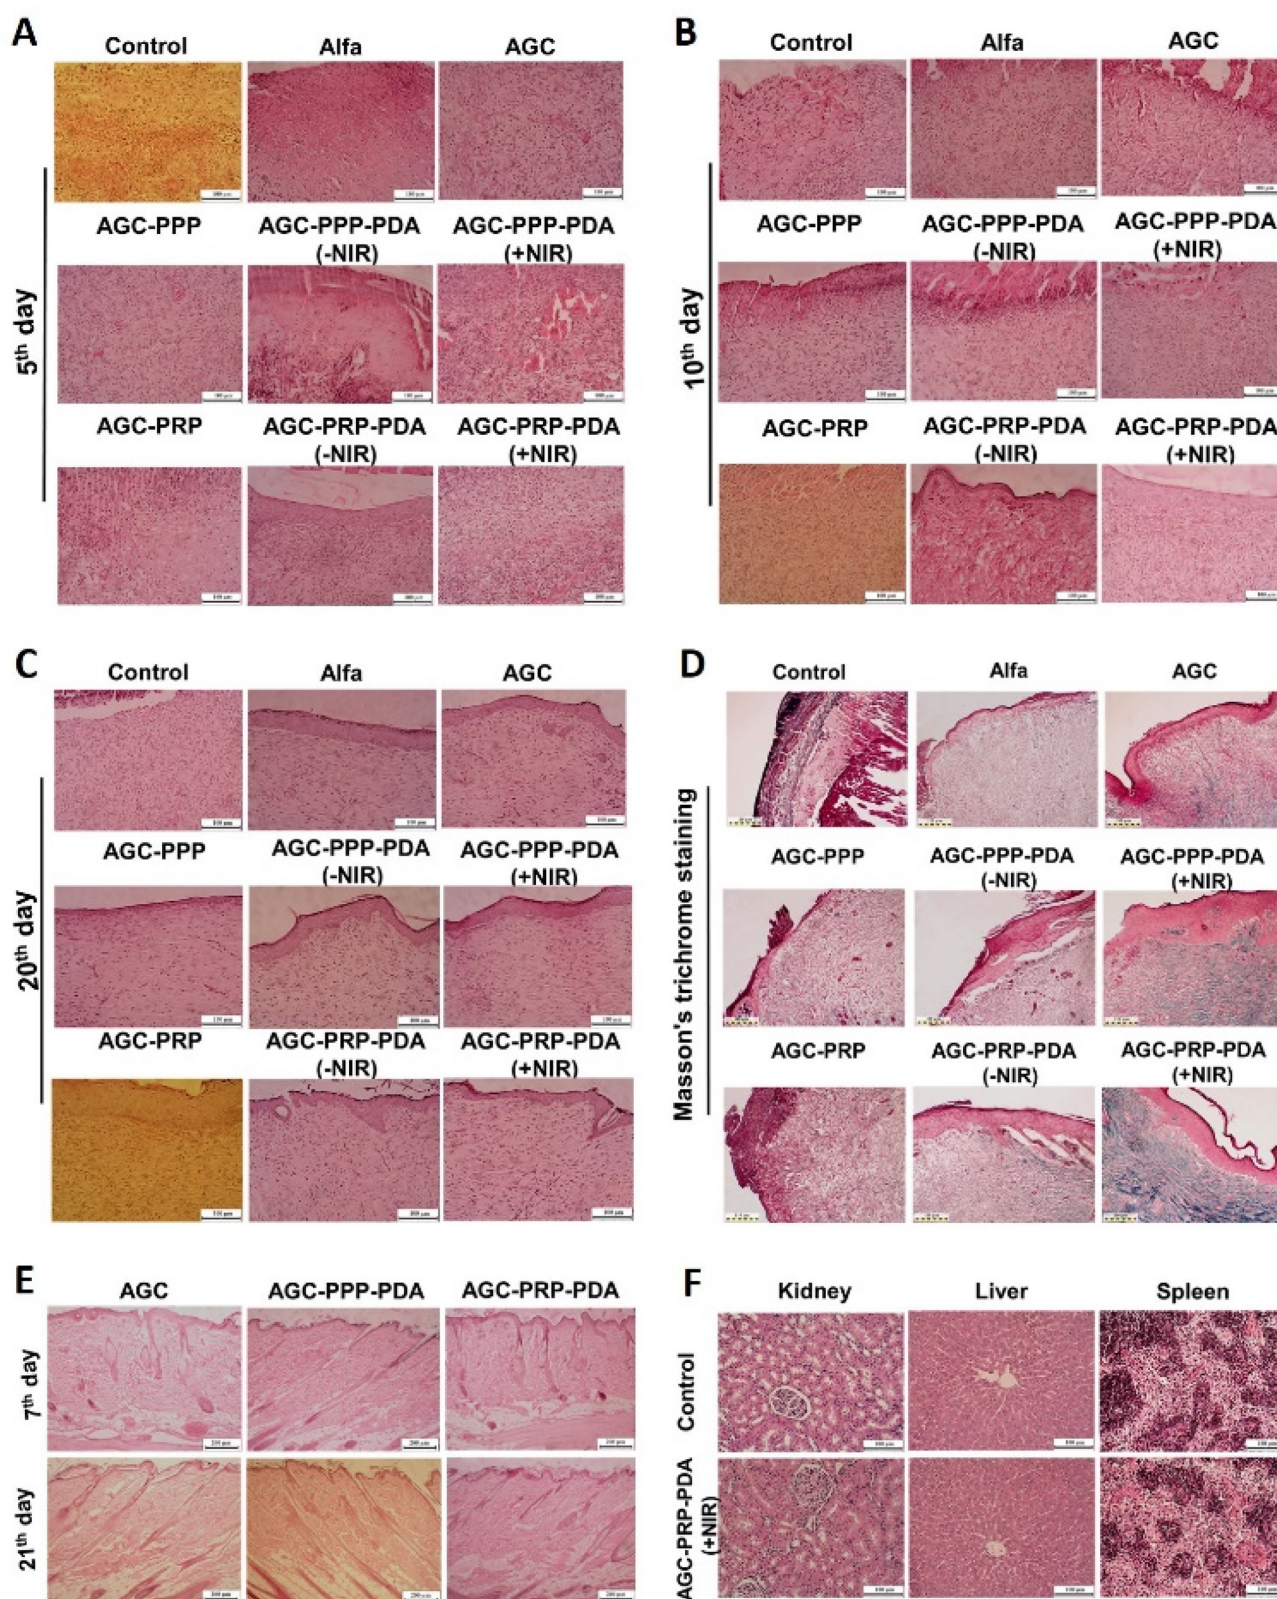 A
Control Alfa AGC
AGC-PPP AGC-PPP-PDA AGC-PPP-PDA
(-NIR) (+NIR)
AGC-PRP AGC-PRP-PDA AGC-PRP-PDA
(-NIR) (+NIR)
5th day
B
Control Alfa AGC
AGC-PPP AGC-PPP-PDA AGC-PPP-PDA
(-NIR) (+NIR)
AGC-PRP AGC-PRP-PDA AGC-PRP-PDA
(-NIR) (+NIR)
10th day
C
Control Alfa AGC
AGC-PPP AGC-PPP-PDA AGC-PPP-PDA
(-NIR) (+NIR)
AGC-PRP AGC-PRP-PDA AGC-PRP-PDA
(-NIR) (+NIR)
20th day
D
Control Alfa AGC
AGC-PPP AGC-PPP-PDA AGC-PPP-PDA
(-NIR) (+NIR)
AGC-PRP AGC-PRP-PDA AGC-PRP-PDA
(-NIR) (+NIR)
Masson's trichrome staining
E
AGC AGC-PPP-PDA AGC-PRP-PDA
7th day
21th day
F
Kidney Liver Spleen
Control
AGC-PRP-PDA
(+NIR)